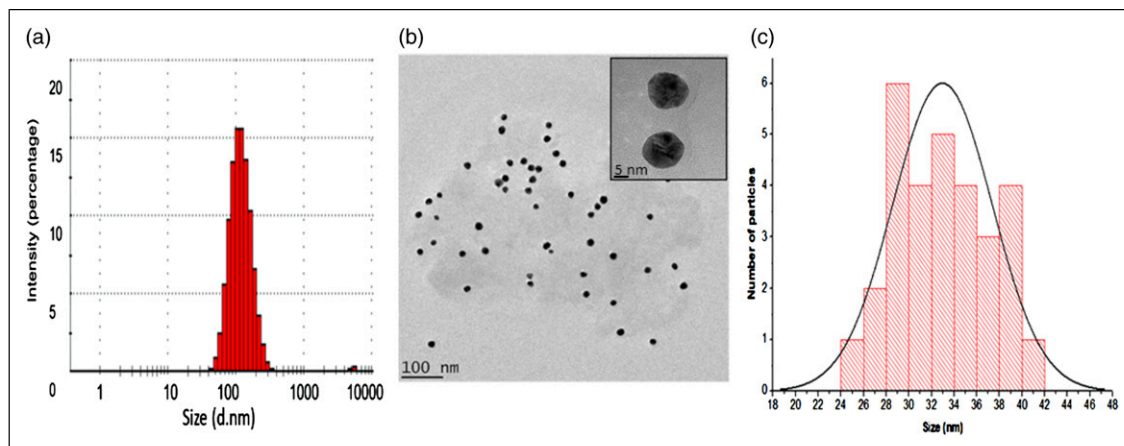 (a)
Intensity (percentage)
20
15
10
5
0
1 10 100 1000 10000
Size (d.nm)
(b)
5 nm
100 nm
(c)
Number of particles
6
5
4
3
2
1
0
18 20 22 24 26 28 30 32 34 36 38 40 42 44 46 48
Size (nm)